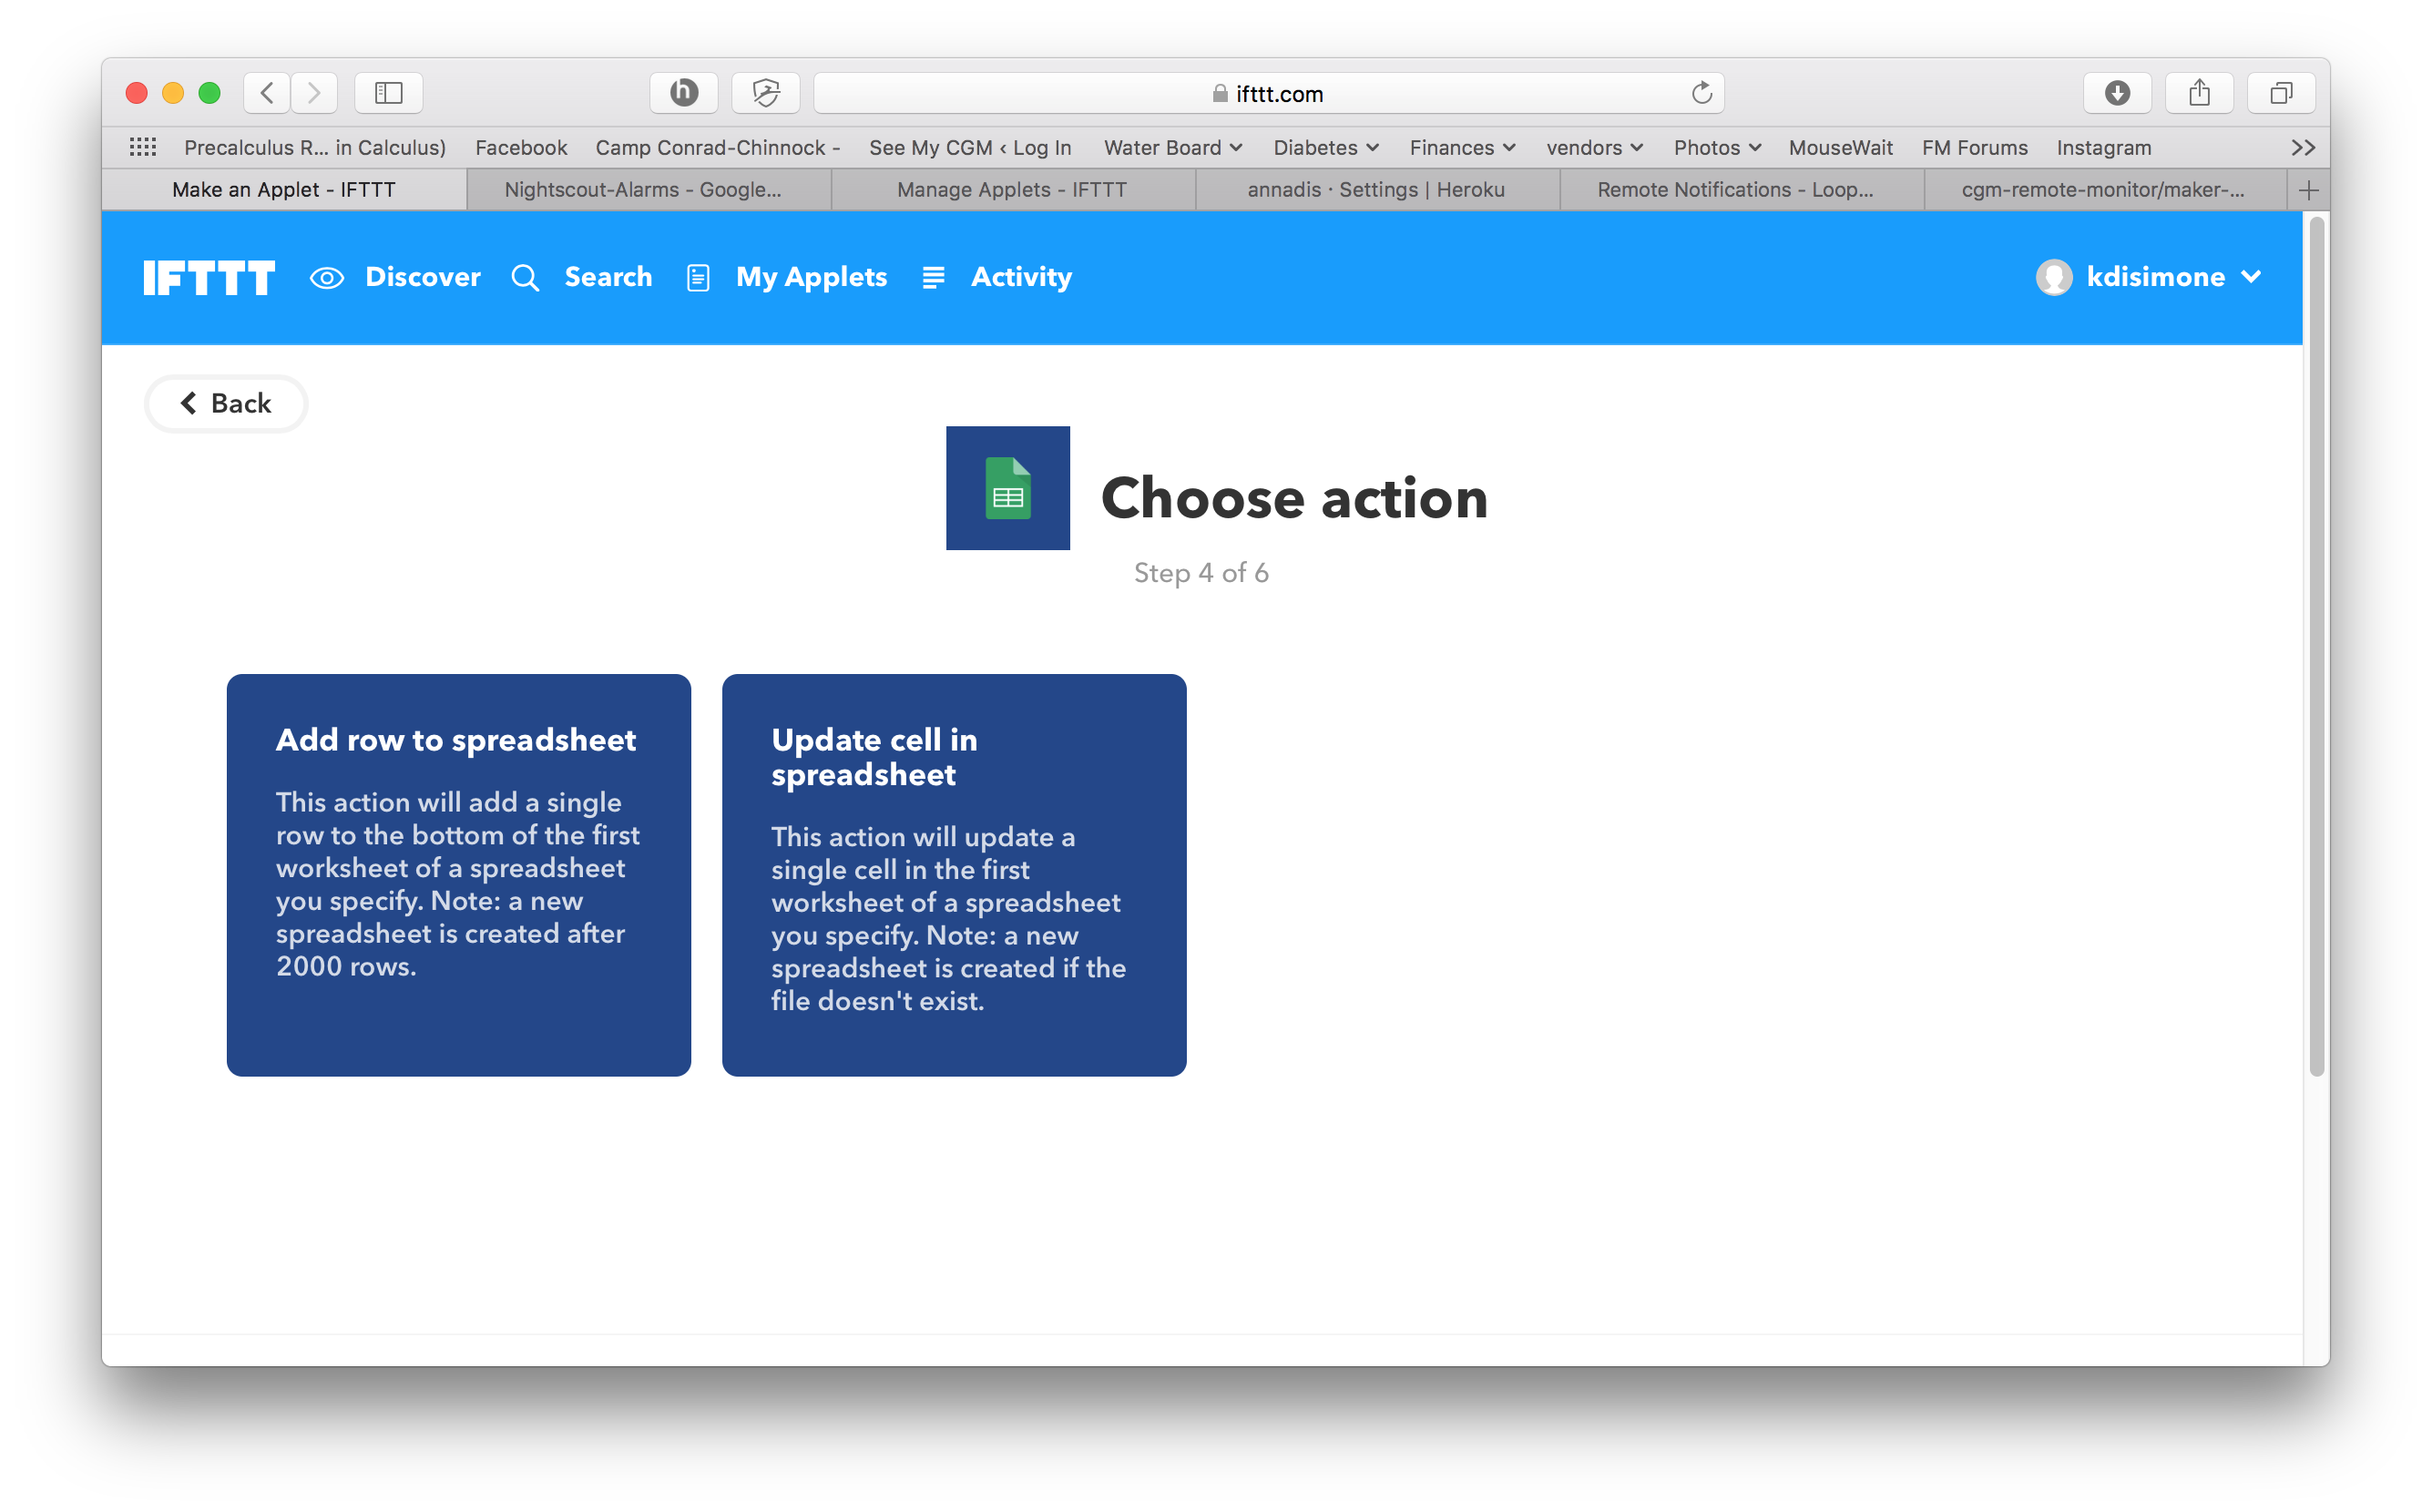 h
ifttt.com
Precalculus R... in Calculus) Facebook Camp Conrad-Chinnock - See My CGM ‹ Log In Water Board Diabetes Finances vendors Photos MouseWait FM Forums Instagram
Make an Applet - IFTTT Nightscout-Alarms - Google... Manage Applets - IFTTT annadis · Settings | Heroku Remote Notifications - Loop... cgm-remote-monitor/maker-...
IFTTT Discover Search My Applets Activity kdisimone
Back
Choose action
Step 4 of 6
Add row to spreadsheet
This action will add a single
row to the bottom of the first
worksheet of a spreadsheet
you specify. Note: a new
spreadsheet is created after
2000 rows.
Update cell in
spreadsheet
This action will update a
single cell in the first
worksheet of a spreadsheet
you specify. Note: a new
spreadsheet is created if the
file doesn't exist.